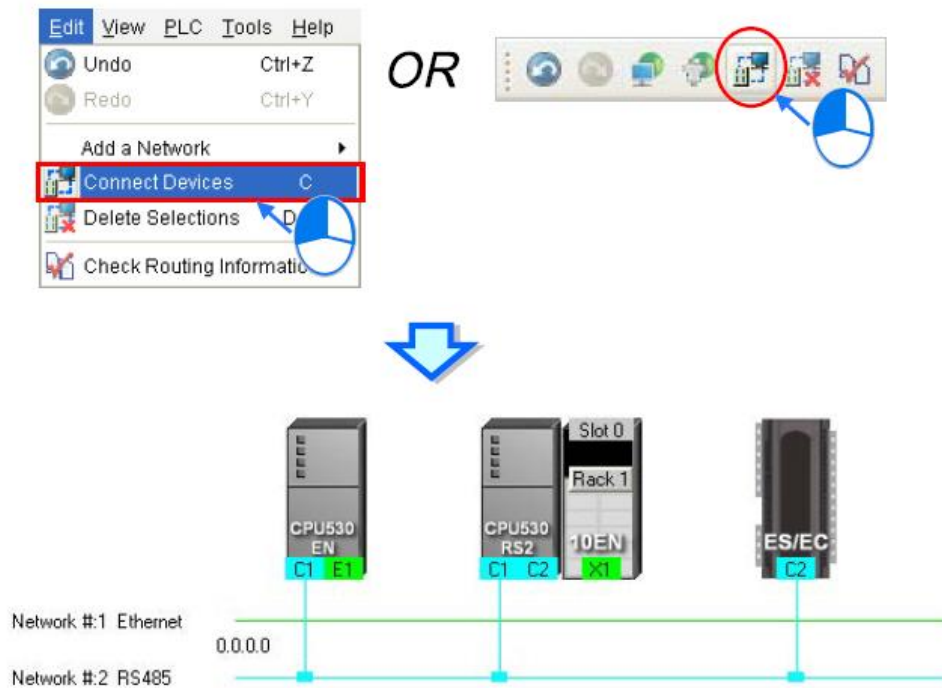 Edit View PLC Tools Help
Undo Ctrl+Z
Redo Ctrl+Y
Add a Network
Connect Devices C
Delete Selections
Check Routing
OR
Slot 0
Rack 1
CPU530
EN
C1 E1
CPU530
RS2
C1 C2
10EN
X1
ES/EC
C2
Network #:1 Ethernet
0.0.0.0
Network #:2 RS485